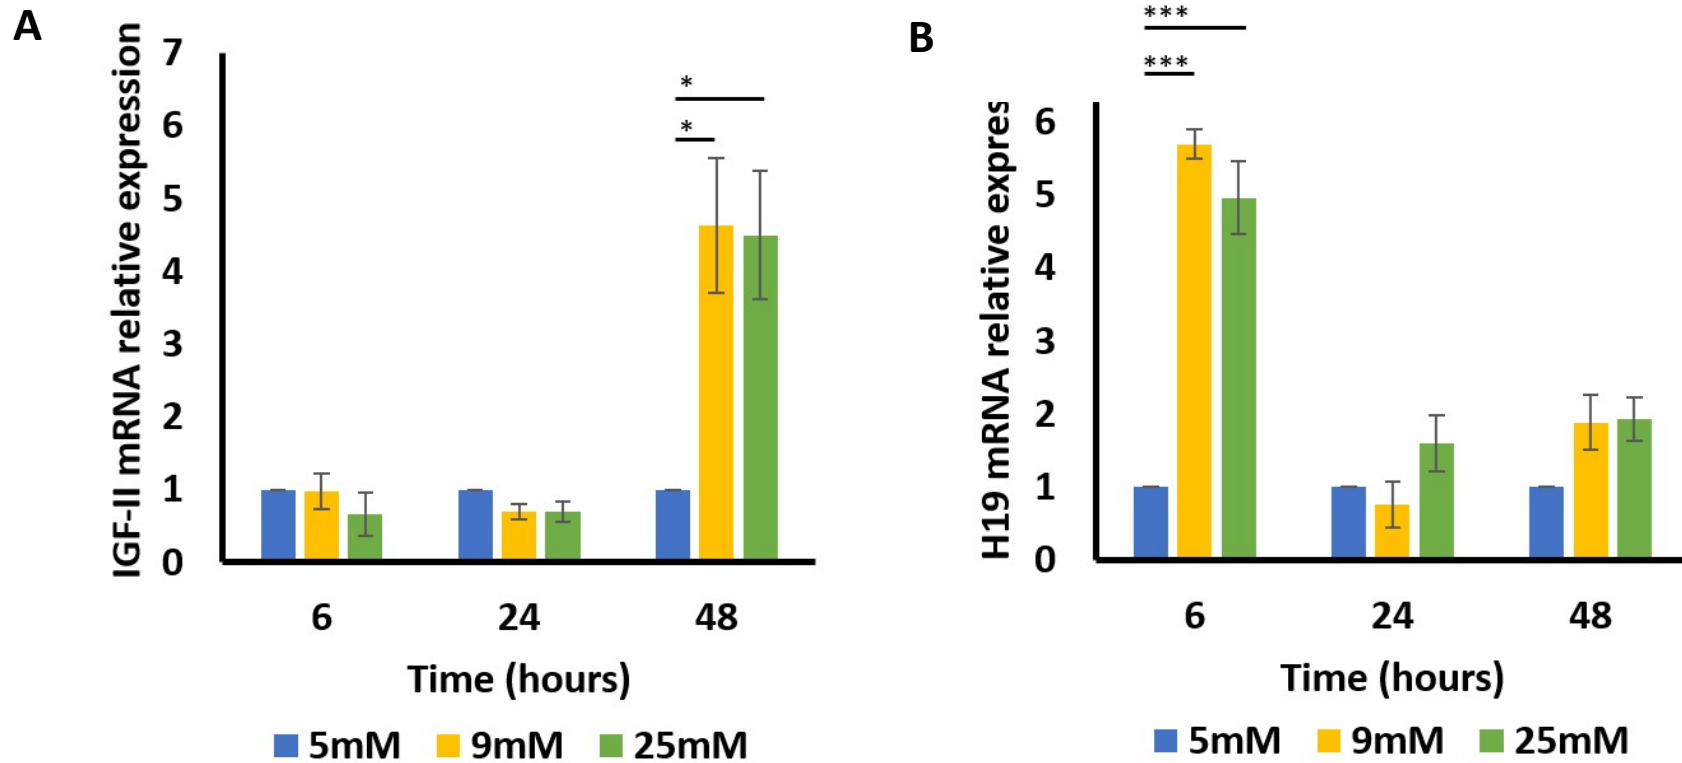 A
IGF-II mRNA relative expression
7
6
5
4
3
2
1
0
*
*
6 24 48
Time (hours)
5mM 9mM 25mM
B
H19 mRNA relative expres
6
5
4
3
2
1
0
***
***
6 24 48
Time (hours)
5mM 9mM 25mM